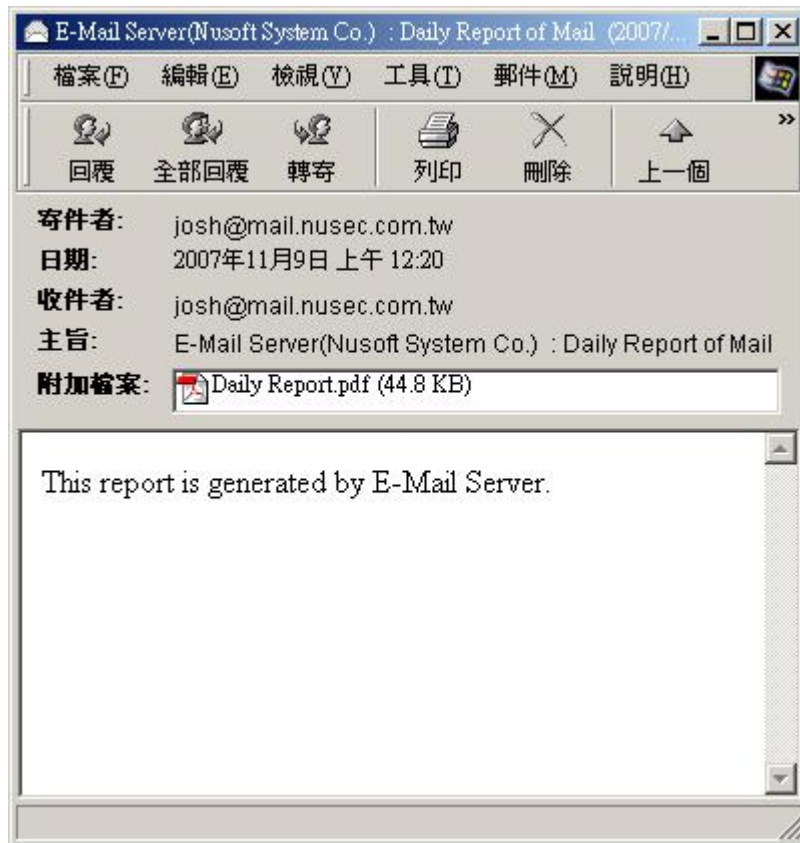 E-Mail Server(Nusoft System Co.) : Daily Report of Mail (2007/...
檔案(F) 編輯(E) 檢視(V) 工具(T) 郵件(M) 說明(H)
回覆 全部回覆 轉寄 列印 刪除 上一個 »
寄件者: josh@mail.nusec.com.tw
日期: 2007年11月9日 上午 12:20
收件者: josh@mail.nusec.com.tw
主旨: E-Mail Server(Nusoft System Co.) : Daily Report of Mail
附加檔案: Daily Report.pdf (44.8 KB)
This report is generated by E-Mail Server.